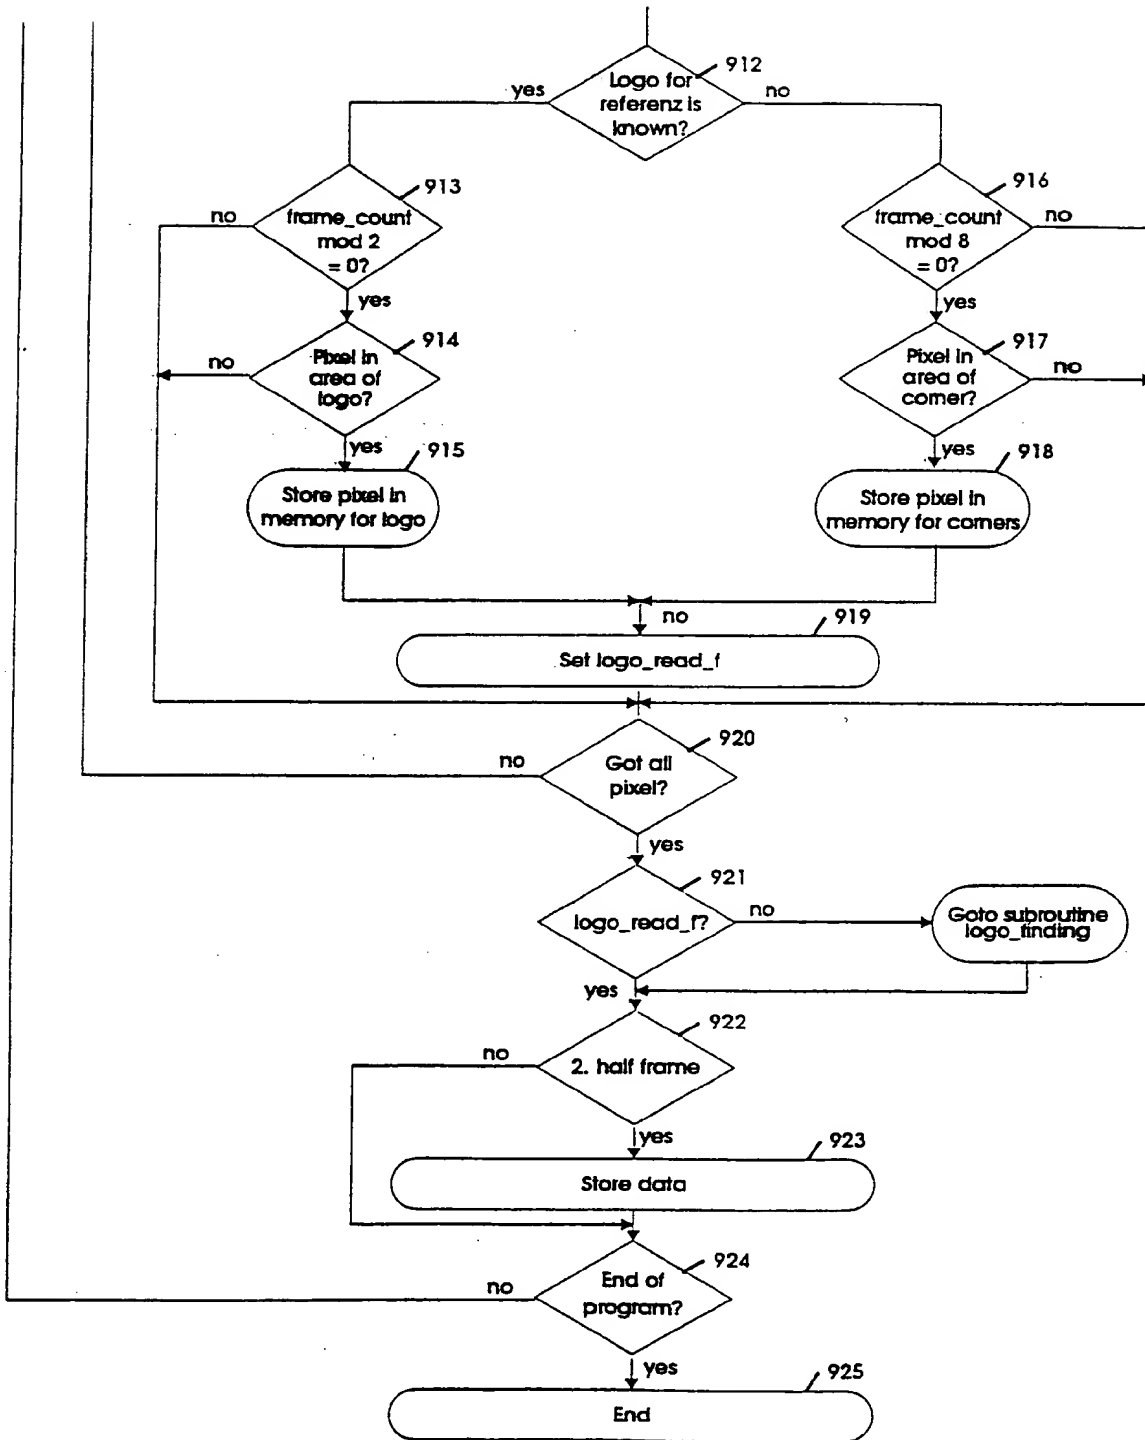 912
Logo for
referenz is
known?
yes
no
913
916
no
frame_count
mod 2
= 0?
frame_count
mod 8
= 0?
no
yes
yes
914
917
no
Pixel in
area of
logo?
Pixel in
area of
corner?
no
yes
yes
915
918
Store pixel in
memory for logo
Store pixel in
memory for corners
no
919
Set logo_read_f
920
no
Got all
pixel?
yes
921
logo_read_f?
no
Goto subroutine
logo_finding
yes
922
no
2. half frame
yes
923
Store data
924
no
End of
program?
yes
925
End